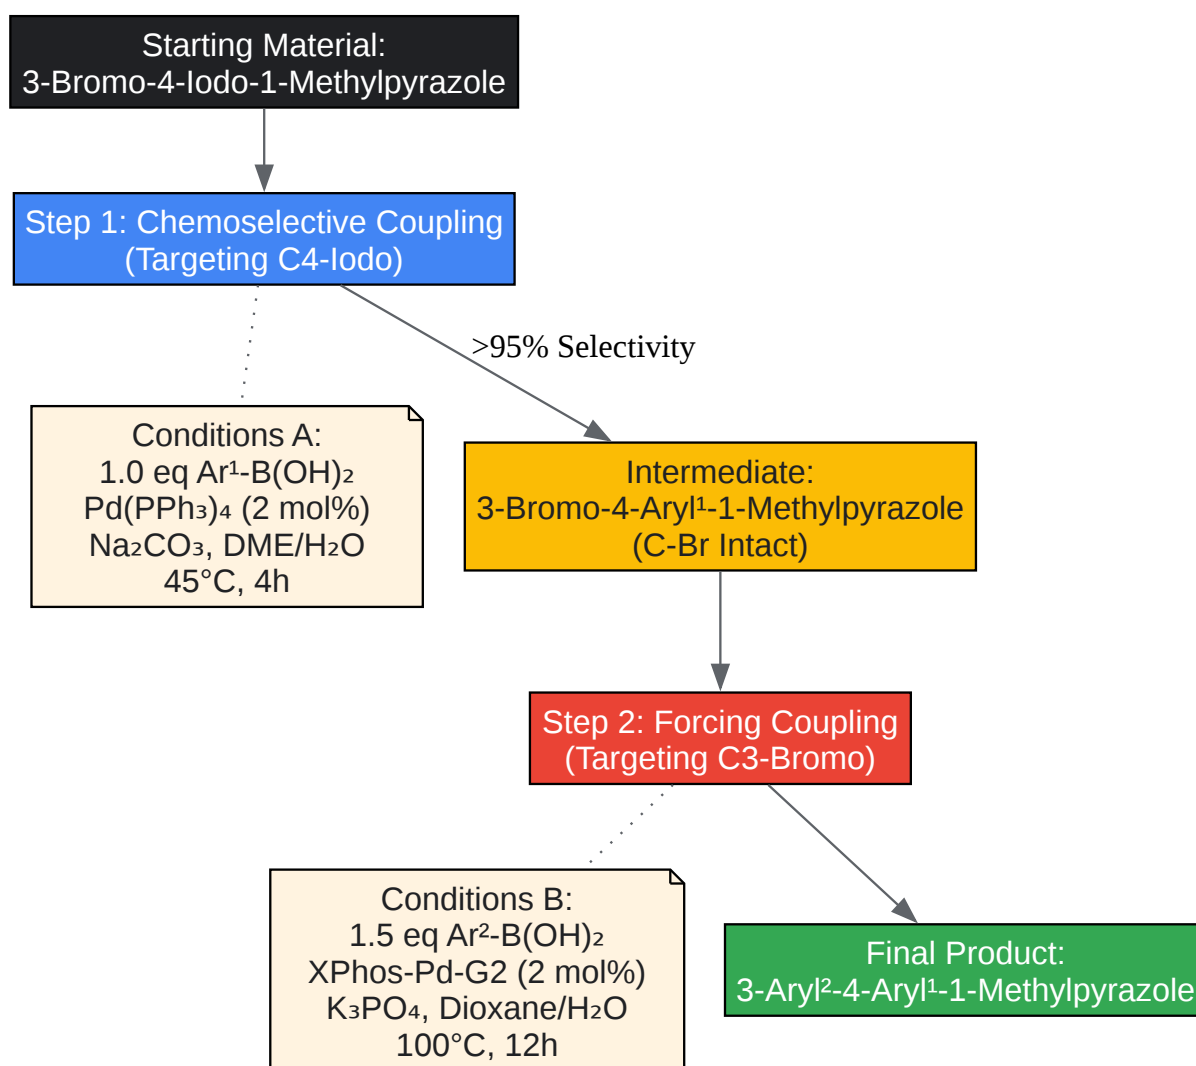 Starting Material:
3-Bromo-4-Iodo-1-Methylpyrazole
Step 1: Chemoselective Coupling
(Targeting C4-Iodo)
>95% Selectivity
Conditions A:
1.0 eq Ar¹-B(OH)₂
Pd(PPh₃)₄ (2 mol%)
Na₂CO₃, DME/H₂O
45°C, 4h
Intermediate:
3-Bromo-4-Aryl¹-1-Methylpyrazole
(C-Br Intact)
Step 2: Forcing Coupling
(Targeting C3-Bromo)
Conditions B:
1.5 eq Ar²-B(OH)₂
XPhos-Pd-G2 (2 mol%)
K₃PO₄, Dioxane/H₂O
100°C, 12h
Final Product:
3-Aryl²-4-Aryl¹-1-Methylpyrazole